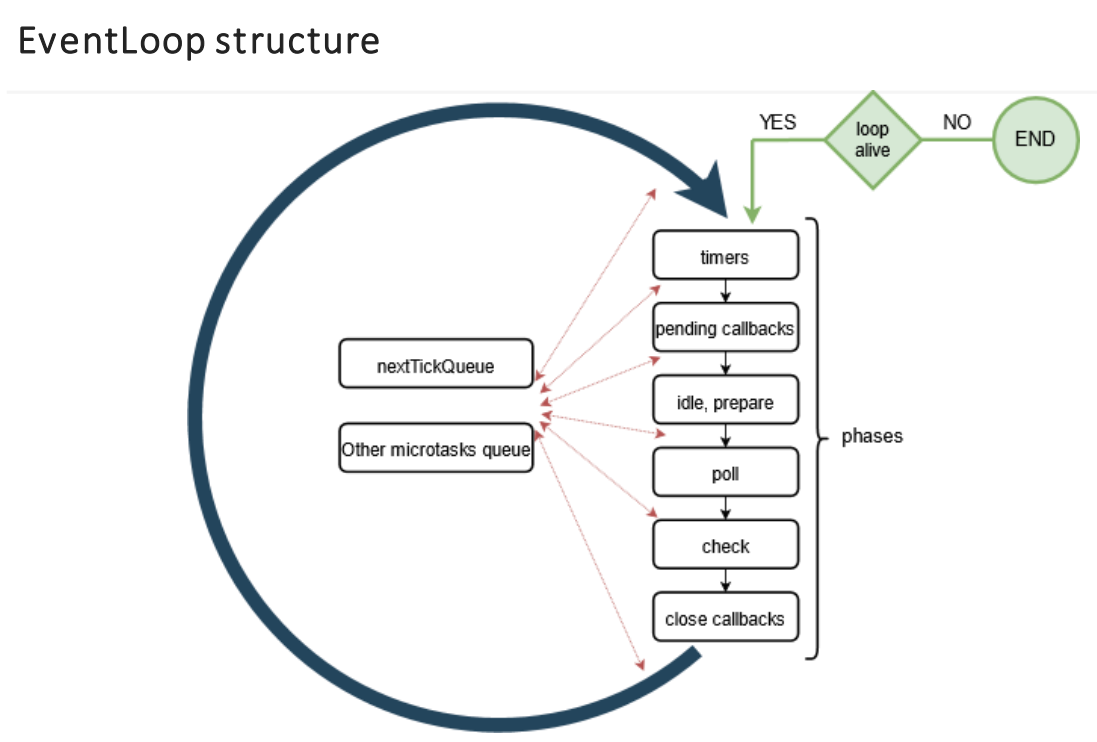 EventLoop structure
YES
loop
alive
NO
END
timers
pending callbacks
nextTickQueue
idle, prepare
Other microtasks queue
phases
poll
check
close callbacks